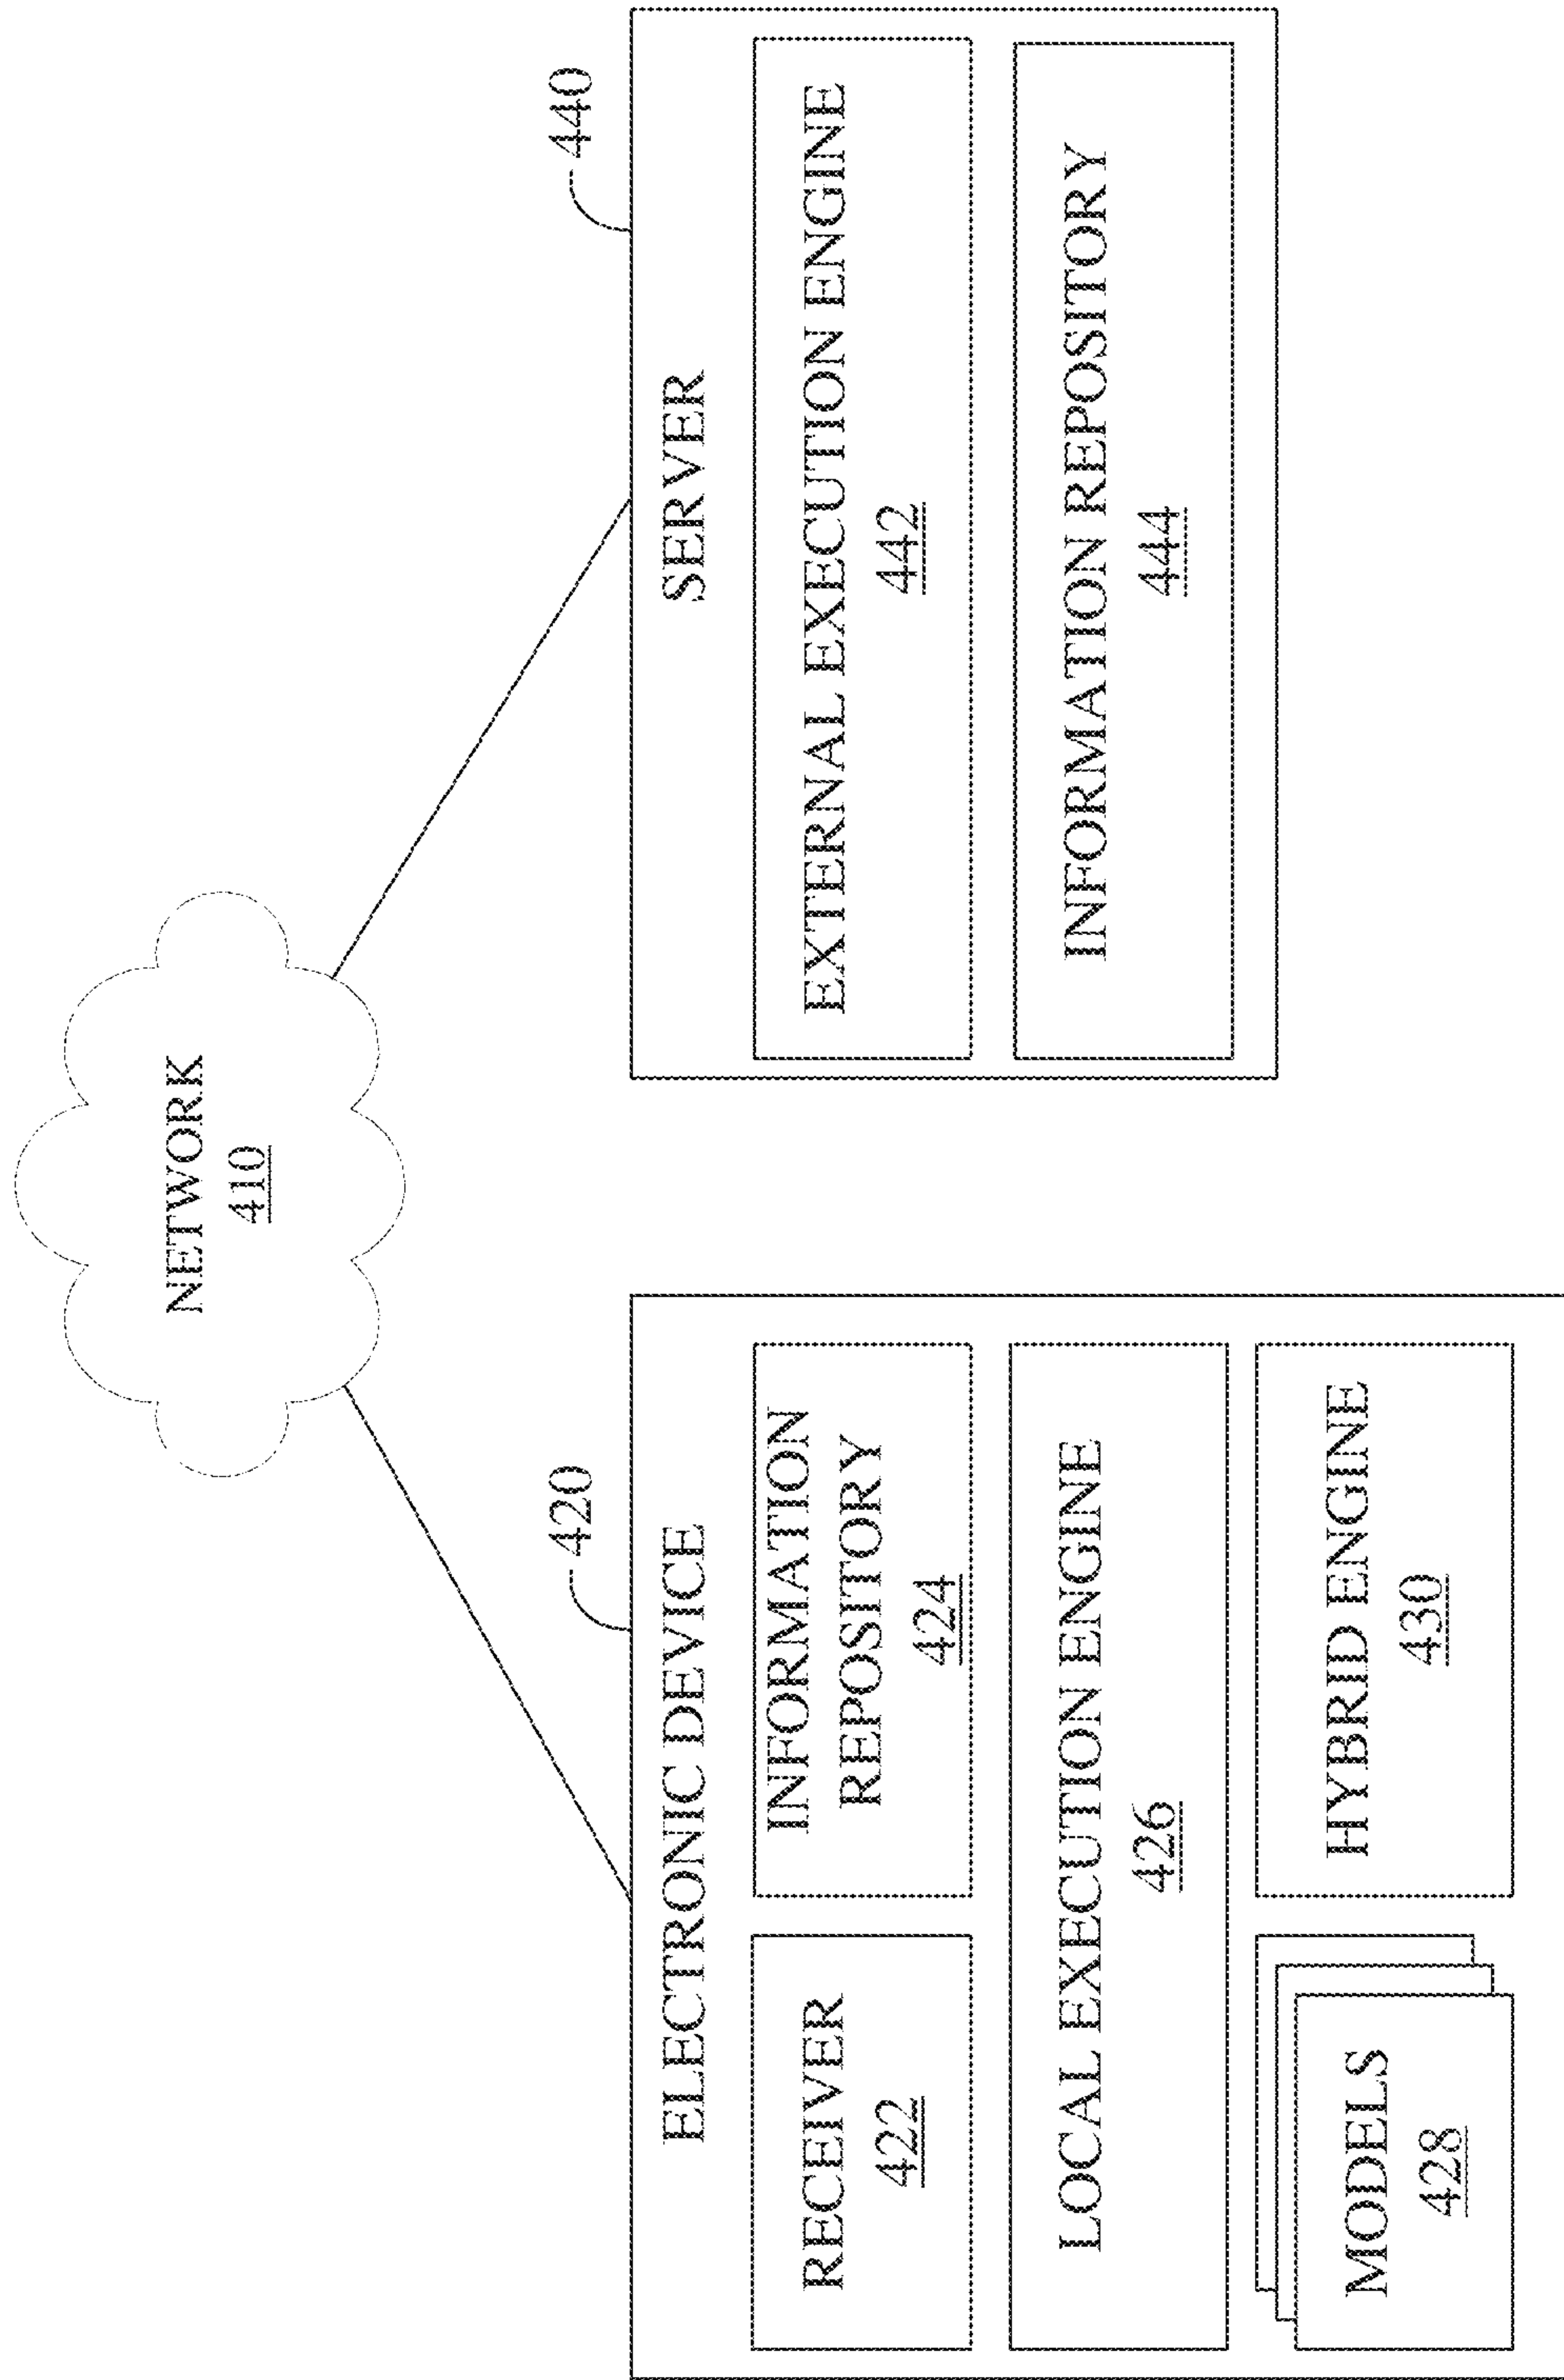 NETWORK
410
420
ELECTRONIC DEVICE
RECEIVER
422
INFORMATION
REPOSITORY
424
LOCAL EXECUTION ENGINE
426
MODELS
428
HYBRID ENGINE
430
440
SERVER
EXTERNAL EXECUTION ENGINE
442
INFORMATION REPOSITORY
444